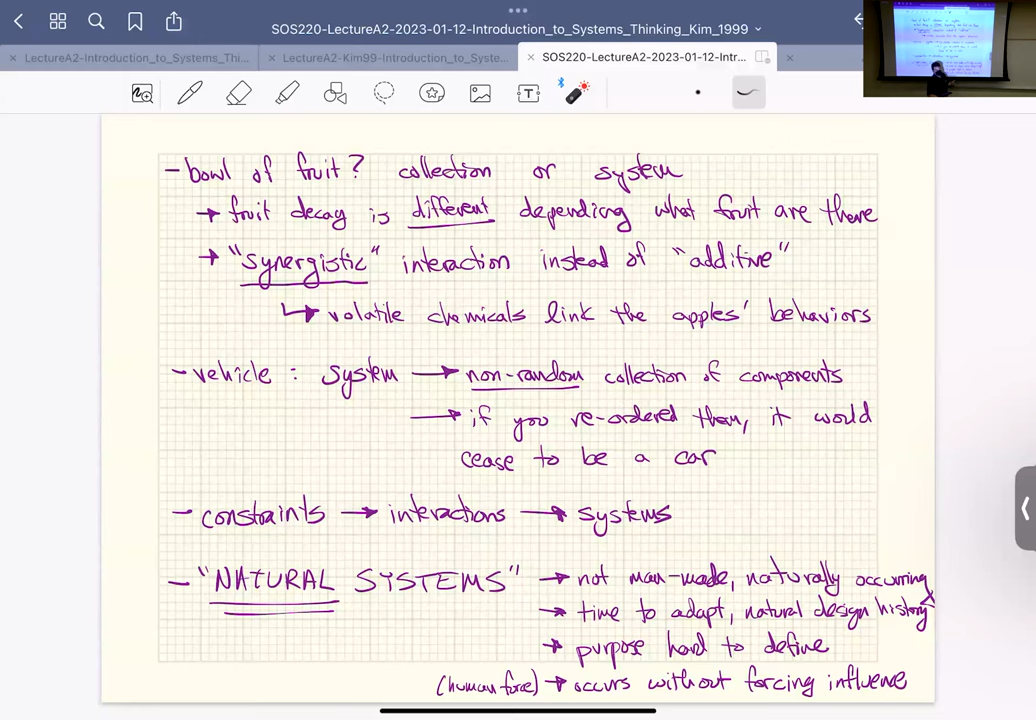 SOS220-LectureA2-2023-01-12-Introduction_to_Systems_Thinking_Kim_1999
LectureA2-Introduction_to_Systems_Thi...
LectureA2-Kim99-Introduction_to_Syste...
SOS220-LectureA2-2023-01-12-Intr...
- bowl of fruit? collection or system
→ fruit decay is different depending what fruit are there
→ "synergistic" interaction instead of "additive"
↳ volatile chemicals link the apples' behaviors
- vehicle : system → non-random collection of components
→ if you re-ordered them, it would
cease to be a car
- constraints → interactions → systems
- "NATURAL SYSTEMS" → not man-made, naturally occurring
→ time to adapt, natural design history
→ purpose hard to define
(human force) → occurs without forcing influence